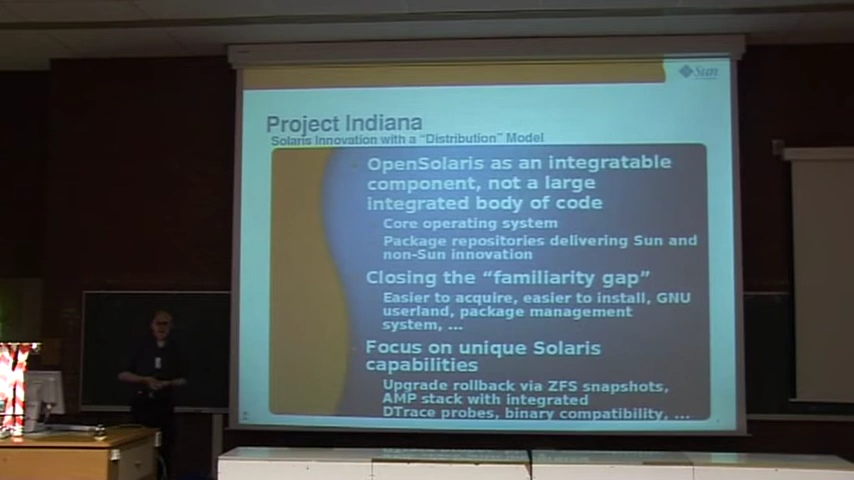 Sun
Project Indiana
Solaris Innovation with a “Distribution” Model
OpenSolaris as an integratable
component, not a large
integrated body of code
Core operating system
Package repositories delivering Sun and
non-Sun innovation
Closing the “familiarity gap”
Easier to acquire, easier to install, GNU
userland, package management
system, ...
Focus on unique Solaris
capabilities
Upgrade rollback via ZFS snapshots,
AMP stack with integrated
DTrace probes, binary compatibility, ...